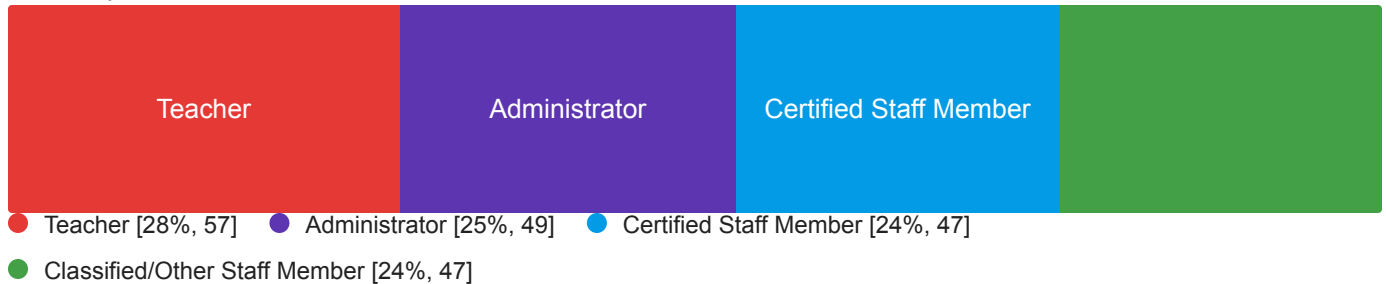 Teacher Administrator Certified Staff Member
Teacher [28%, 57] Administrator [25%, 49] Certified Staff Member [24%, 47]
Classified/Other Staff Member [24%, 47]